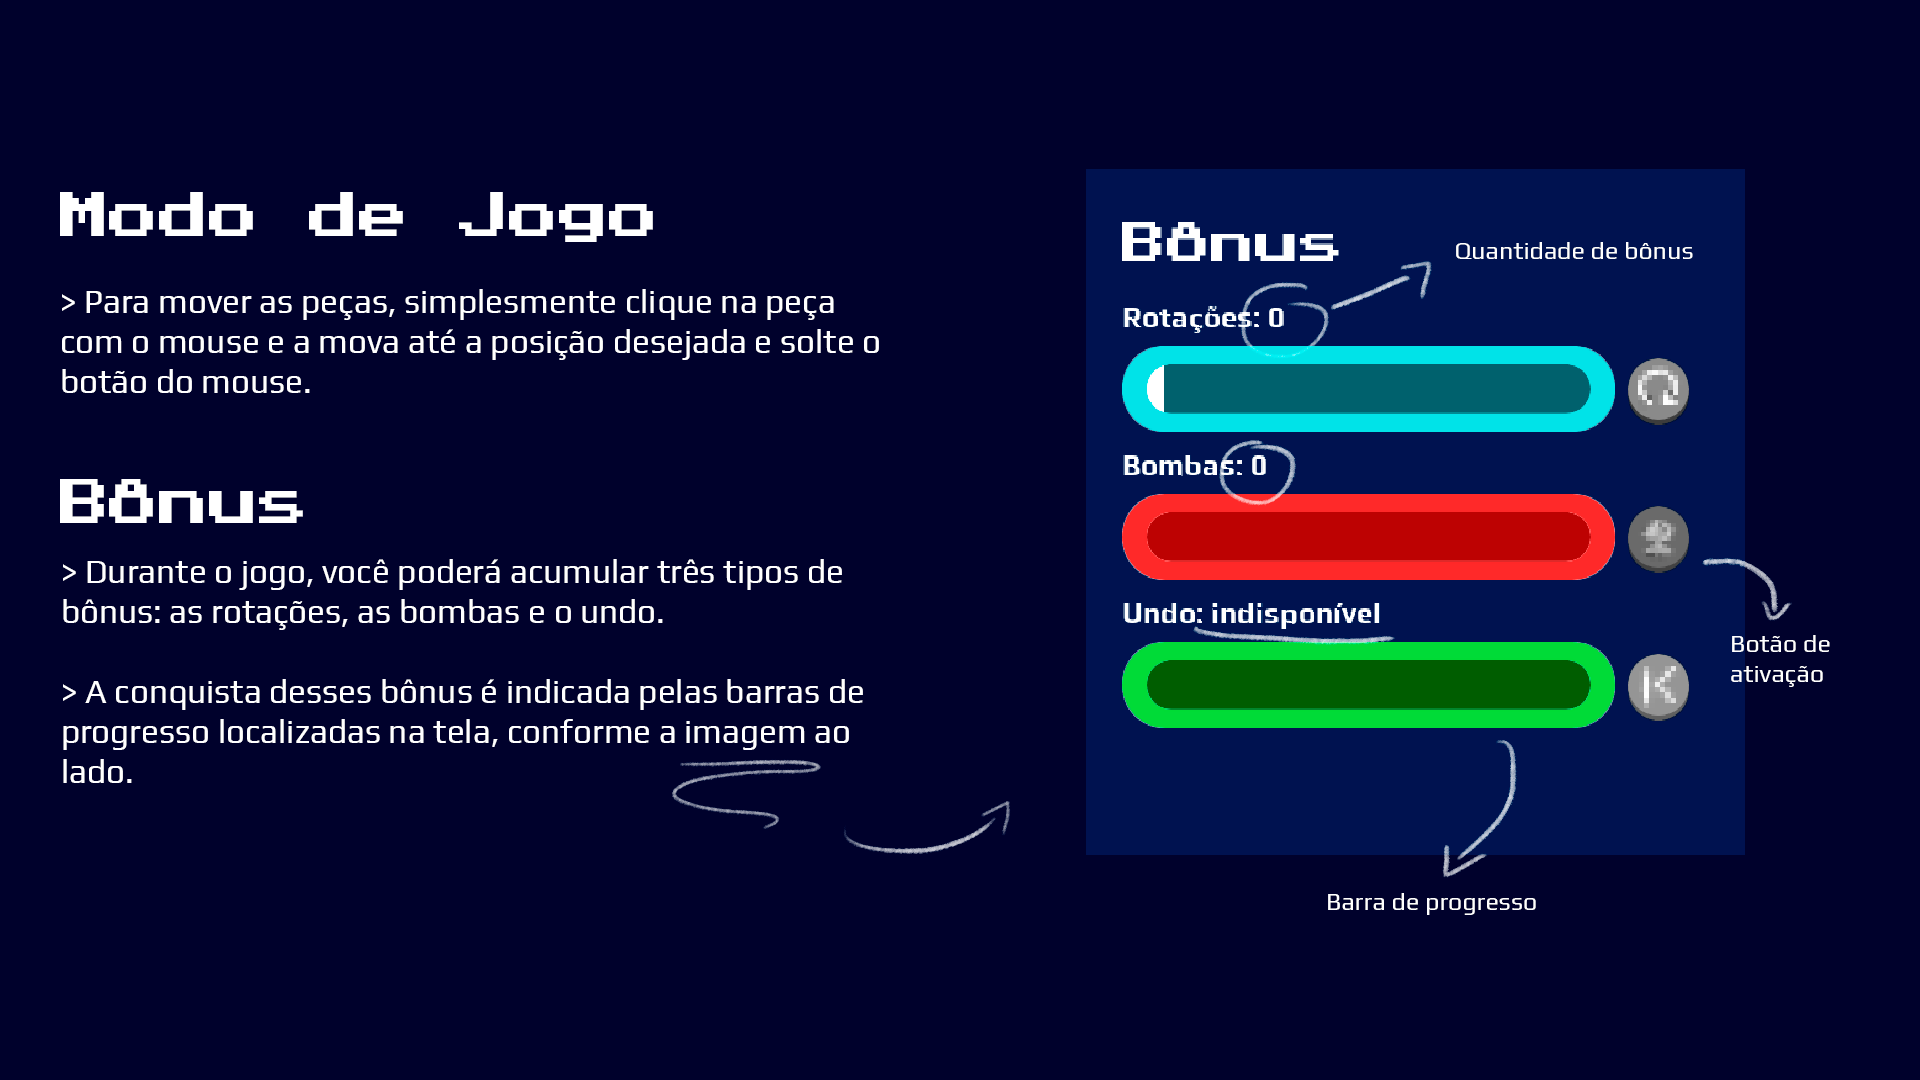 Modo de Jogo
> Para mover as peças, simplesmente clique na peça
com o mouse e a mova até a posição desejada e solte o
botão do mouse.
Bônus
> Durante o jogo, você poderá acumular três tipos de
bônus: as rotações, as bombas e o undo.
> A conquista desses bônus é indicada pelas barras de
progresso localizadas na tela, conforme a imagem ao
lado.
Bônus
Quantidade de bônus
Rotações: 0
Bombas: 0
Undo: indisponível
Botão de
ativação
Barra de progresso